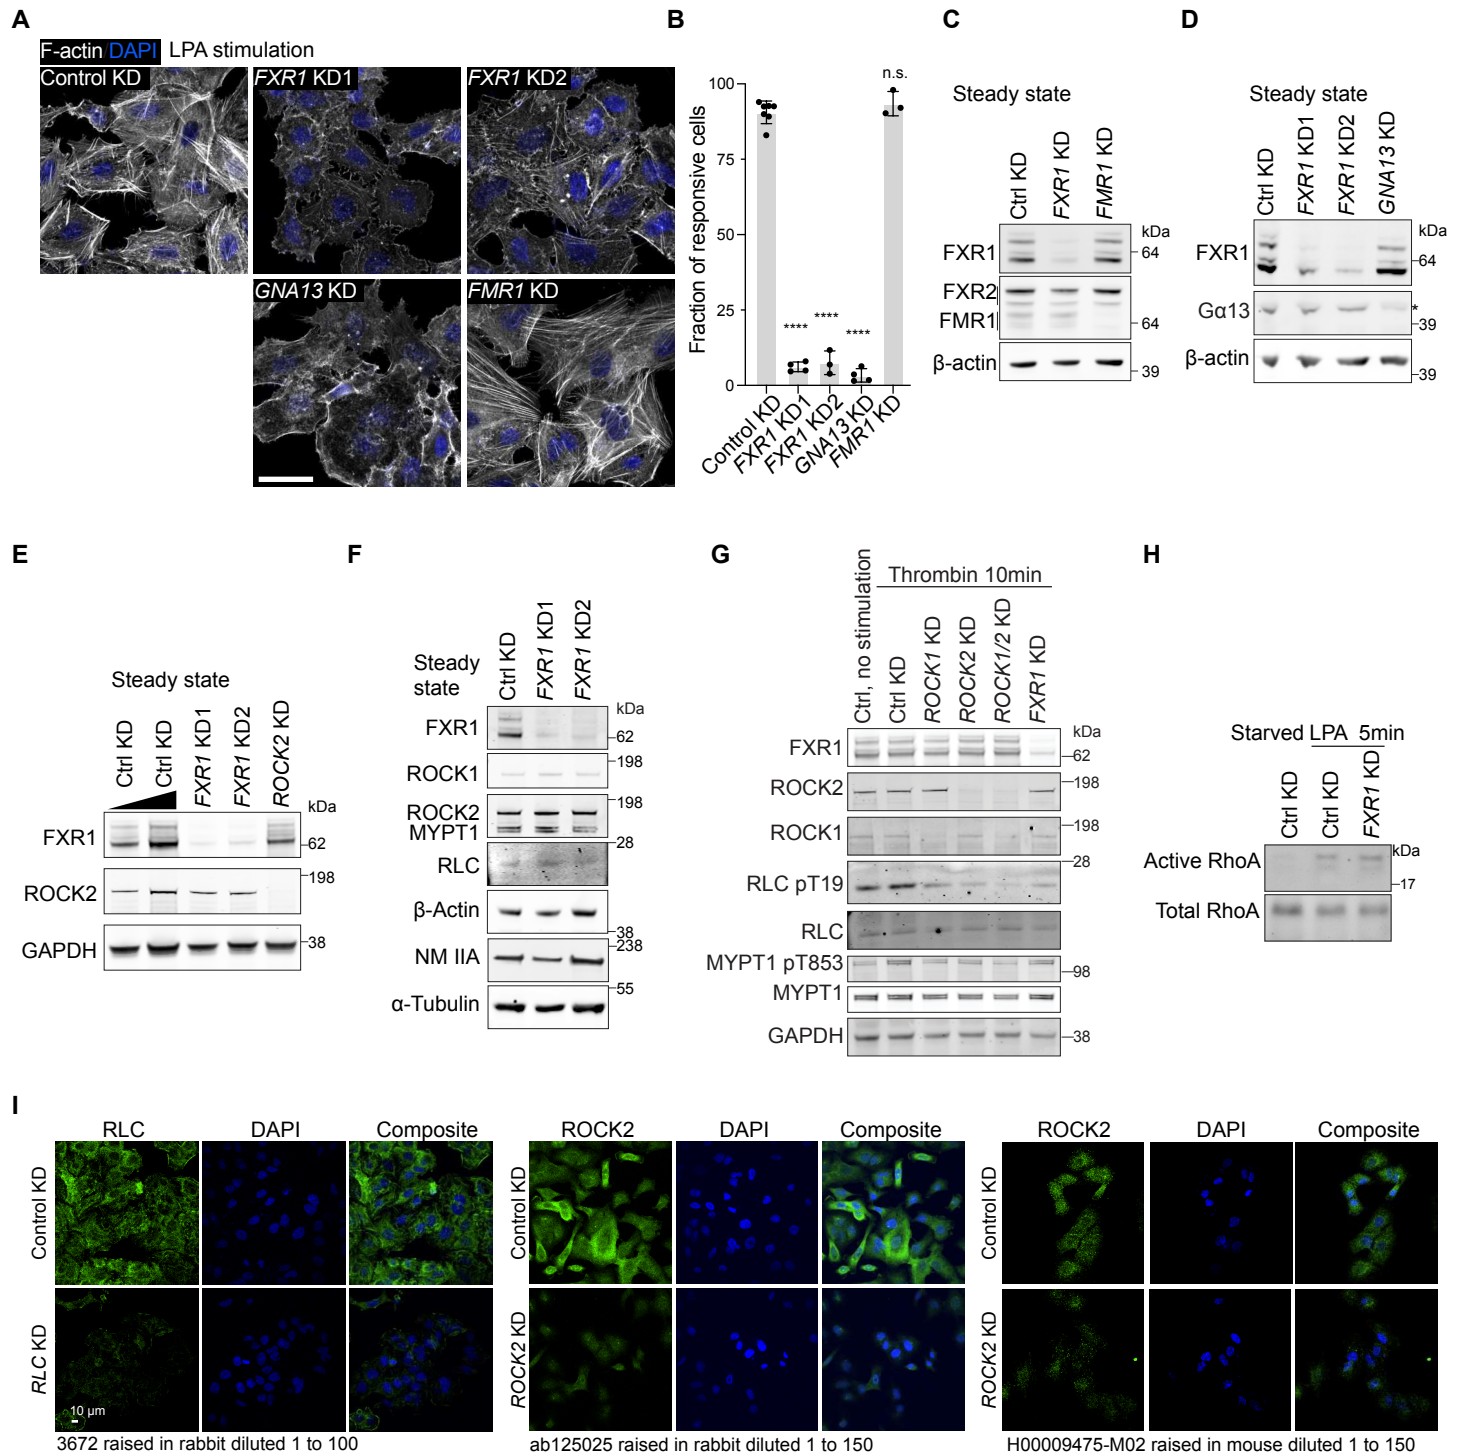 A
F-actin/DAPI LPA stimulation
Control KD
FXR1 KD1
FXR1 KD2
GNA13 KD
FMR1 KD
B
Fraction of responsive cells
100
75
50
25
0
n.s.
****
****
****
Control KD
FXR1 KD1
FXR1 KD2
GNA13 KD
FMR1 KD
C
Steady state
Ctrl KD
FXR1 KD
FMR1 KD
kDa
FXR1
64
FXR2
FMR1
64
β-actin
39
D
Steady state
Ctrl KD
FXR1 KD1
FXR1 KD2
GNA13 KD
kDa
FXR1
64
Gα13
*
39
β-actin
39
E
Steady state
Ctrl KD
Ctrl KD
FXR1 KD1
FXR1 KD2
ROCK2 KD
kDa
FXR1
62
198
ROCK2
GAPDH
38
F
Steady
state
Ctrl KD
FXR1 KD1
FXR1 KD2
kDa
FXR1
62
198
ROCK1
198
ROCK2
MYPT1
28
RLC
β-Actin
38
238
NM IIA
55
α-Tubulin
G
Thrombin 10min
Ctrl, no stimulation
Ctrl KD
ROCK1 KD
ROCK2 KD
ROCK1/2 KD
FXR1 KD
kDa
FXR1
62
ROCK2
198
ROCK1
198
28
RLC pT19
RLC
MYPT1 pT853
98
MYPT1
GAPDH
38
H
Starved LPA 5min
Ctrl KD
Ctrl KD
FXR1 KD
kDa
Active RhoA
17
Total RhoA
I
RLC DAPI Composite
Control KD
RLC KD
10 µm
3672 raised in rabbit diluted 1 to 100
ROCK2 DAPI Composite
Control KD
ROCK2 KD
ab125025 raised in rabbit diluted 1 to 150
ROCK2 DAPI Composite
Control KD
ROCK2 KD
H00009475-M02 raised in mouse diluted 1 to 150